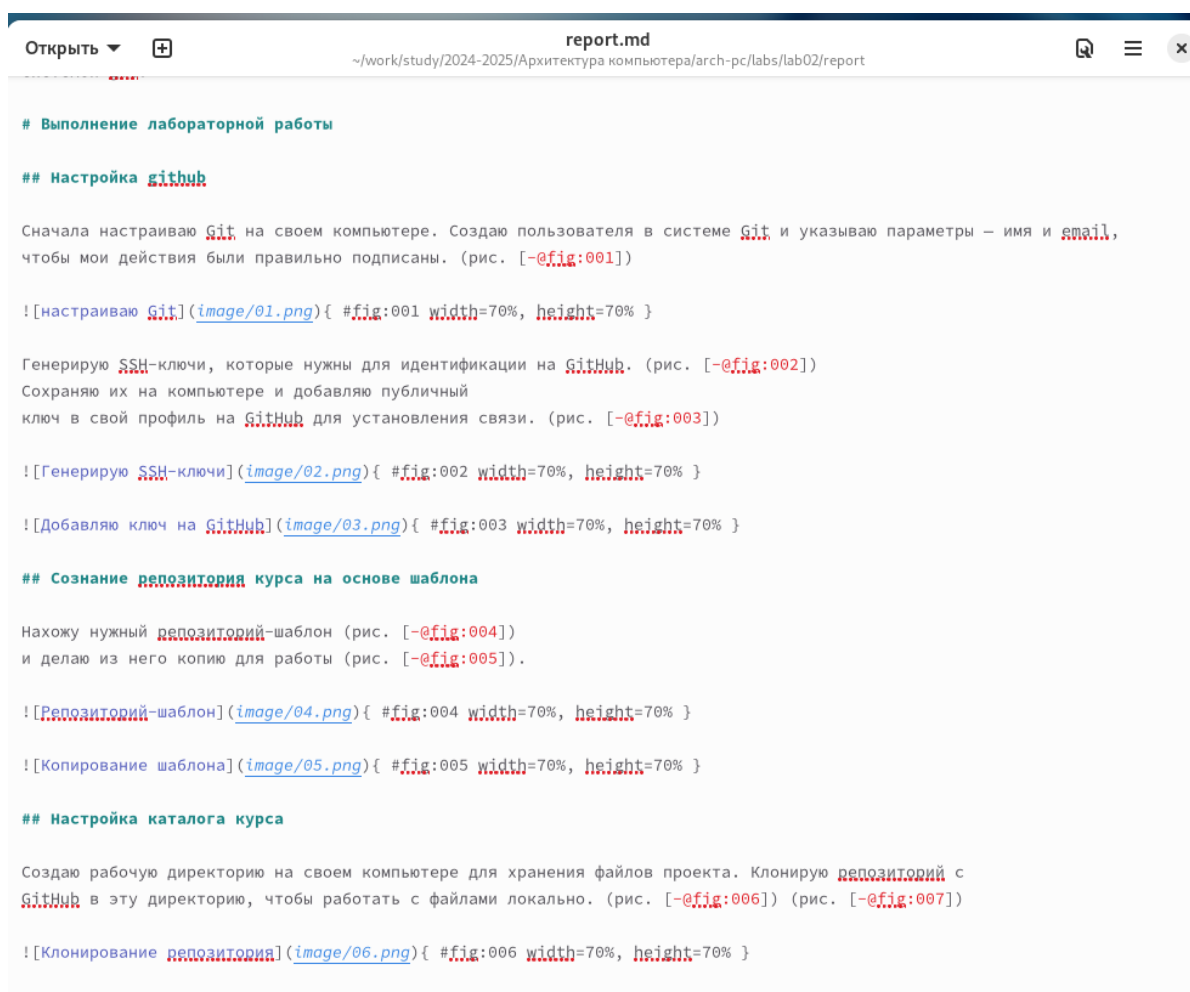 Открыть
report.md
~/work/study/2024-2025/Архитектура компьютера/arch-pc/labs/lab02/report
# Выполнение лабораторной работы
## Настройка github
Сначала настраиваю Git на своем компьютере. Создаю пользователя в системе Git и указываю параметры — имя и email,
чтобы мои действия были правильно подписаны. (рис. [-@fig:001])
![настраиваю Git](image/01.png){ #fig:001 width=70%, height=70% }
Генерирую SSH-ключи, которые нужны для идентификации на GitHub. (рис. [-@fig:002])
Сохраняю их на компьютере и добавляю публичный
ключ в свой профиль на GitHub для установления связи. (рис. [-@fig:003])
![Генерирую SSH-ключи](image/02.png){ #fig:002 width=70%, height=70% }
![Добавляю ключ на GitHub](image/03.png){ #fig:003 width=70%, height=70% }
## Сознание репозитория курса на основе шаблона
Нахожу нужный репозиторий-шаблон (рис. [-@fig:004])
и делаю из него копию для работы (рис. [-@fig:005]).
![Репозиторий-шаблон](image/04.png){ #fig:004 width=70%, height=70% }
![Копирование шаблона](image/05.png){ #fig:005 width=70%, height=70% }
## Настройка каталога курса
Создаю рабочую директорию на своем компьютере для хранения файлов проекта. Клонирую репозиторий с
GitHub в эту директорию, чтобы работать с файлами локально. (рис. [-@fig:006]) (рис. [-@fig:007])
![Клонирование репозитория](image/06.png){ #fig:006 width=70%, height=70% }